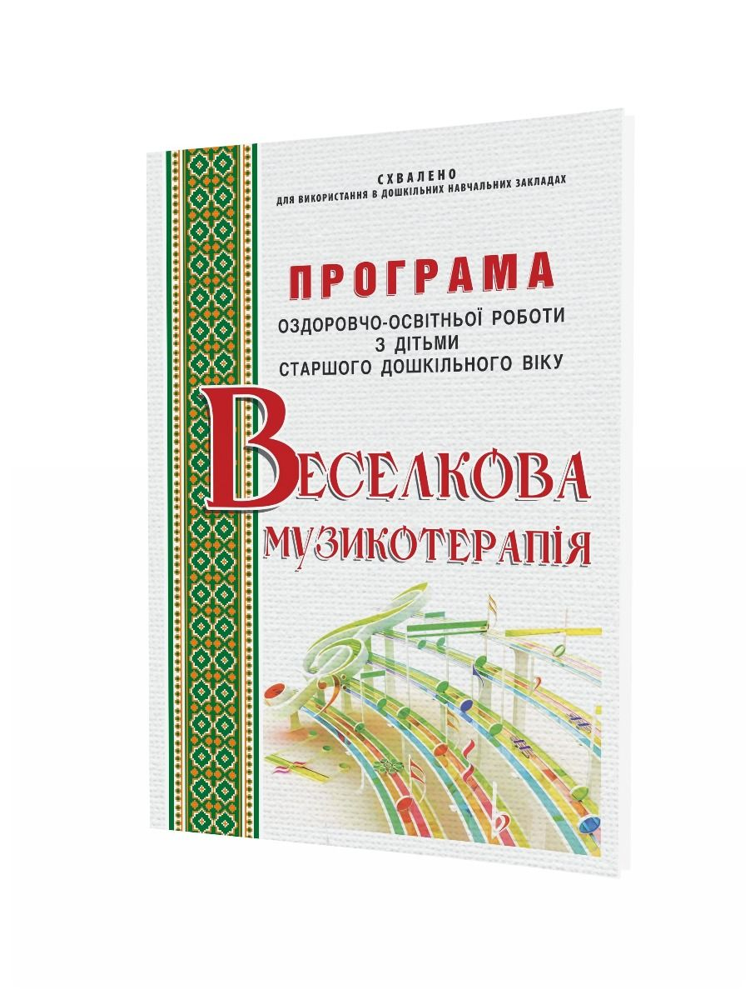 СХВАЛЕНО
ДЛЯ ВИКОРИСТАННЯ В ДОШКІЛЬНИХ НАВЧАЛЬНИХ ЗАКЛАДАХ
ПРОГРАМА
ОЗДОРОВЧО-ОСВІТНЬОЇ РОБОТИ
З ДІТЬМИ
СТАРШОГО ДОШКІЛЬНОГО ВІКУ
ВЕСЕЛКОВА
МУЗИКОТЕРАПІЯ